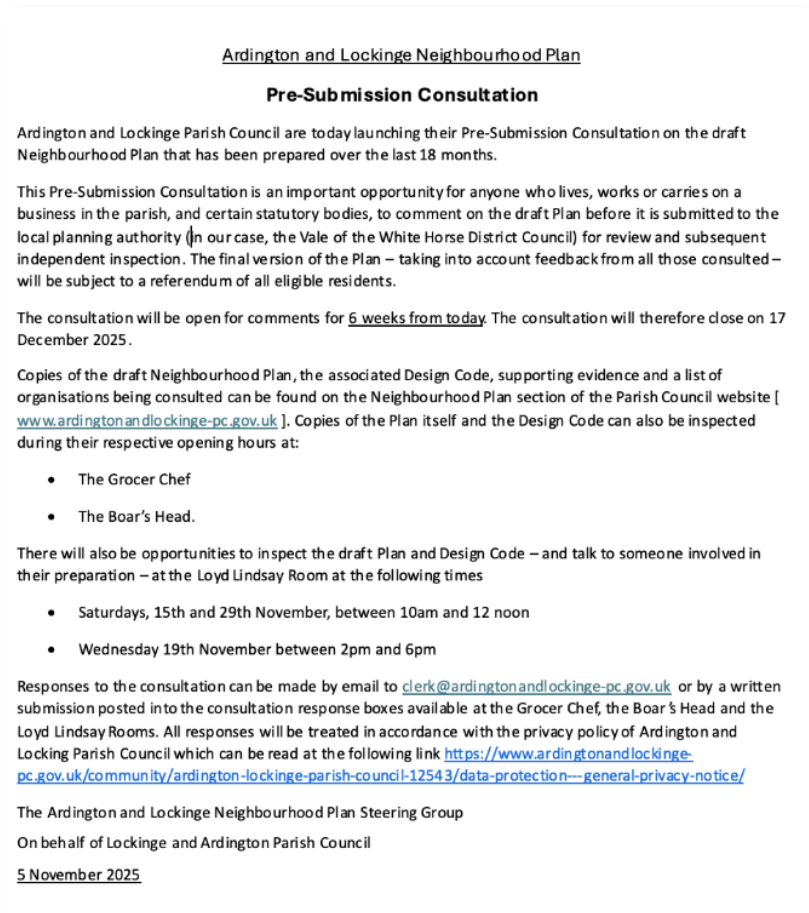 Ardington and Lockinge Neighbourhood Plan
Pre-Submission Consultation
Ardington and Lockinge Parish Council are today launching their Pre-Submission Consultation on the draft
Neighbourhood Plan that has been prepared over the last 18 months.
This Pre-Submission Consultation is an important opportunity for anyone who lives, works or carries on a
business in the parish, and certain statutory bodies, to comment on the draft Plan before it is submitted to the
local planning authority (in our case, the Vale of the White Horse District Council) for review and subsequent
independent inspection. The final version of the Plan – taking into account feedback from all those consulted –
will be subject to a referendum of all eligible residents.
The consultation will be open for comments for 6 weeks from today. The consultation will therefore close on 17
December 2025.
Copies of the draft Neighbourhood Plan, the associated Design Code, supporting evidence and a list of
organisations being consulted can be found on the Neighbourhood Plan section of the Parish Council website [
www.ardingtonandlockinge-pc.gov.uk ]. Copies of the Plan itself and the Design Code can also be inspected
during their respective opening hours at:
• The Grocer Chef
• The Boar's Head.
There will also be opportunities to inspect the draft Plan and Design Code – and talk to someone involved in
their preparation – at the Loyd Lindsay Room at the following times
• Saturdays, 15th and 29th November, between 10am and 12 noon
• Wednesday 19th November between 2pm and 6pm
Responses to the consultation can be made by email to clerk@ardingtonandlockinge-pc.gov.uk or by a written
submission posted into the consultation response boxes available at the Grocer Chef, the Boar's Head and the
Loyd Lindsay Rooms. All responses will be treated in accordance with the privacy policy of Ardington and
Locking Parish Council which can be read at the following link https://www.ardingtonandlockinge-
pc.gov.uk/community/ardington-lockinge-parish-council-12543/data-protection---general-privacy-notice/
The Ardington and Lockinge Neighbourhood Plan Steering Group
On behalf of Lockinge and Ardington Parish Council
5 November 2025